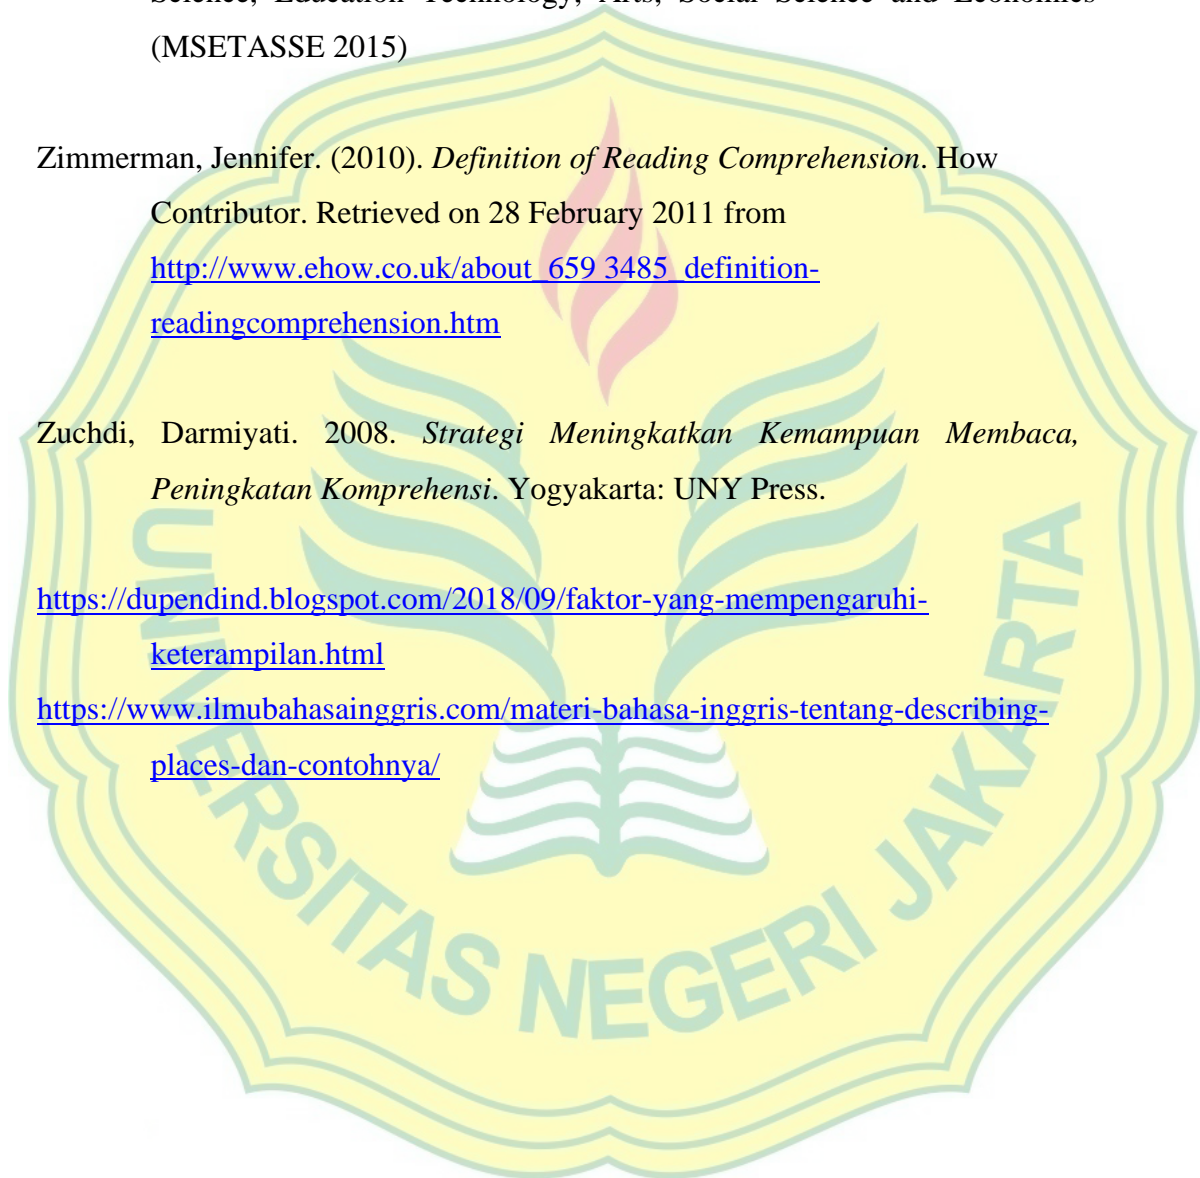 Science, Education Technology, Arts, Social Science and Economics
(MSETASSE 2015)
Zimmerman, Jennifer. (2010). Definition of Reading Comprehension. How
Contributor. Retrieved on 28 February 2011 from
http://www.ehow.co.uk/about_659 3485_definition-
readingcomprehension.htm
Zuchdi, Darmiyati. 2008. Strategi Meningkatkan Kemampuan Membaca,
Peningkatan Komprehensi. Yogyakarta: UNY Press.
https://dupendind.blogspot.com/2018/09/faktor-yang-mempengaruhi-
keterampilan.html
https://www.ilmubahasainggris.com/materi-bahasa-inggris-tentang-describing-
places-dan-contohnya/
UNIVERSITAS NEGERI JAKARTA